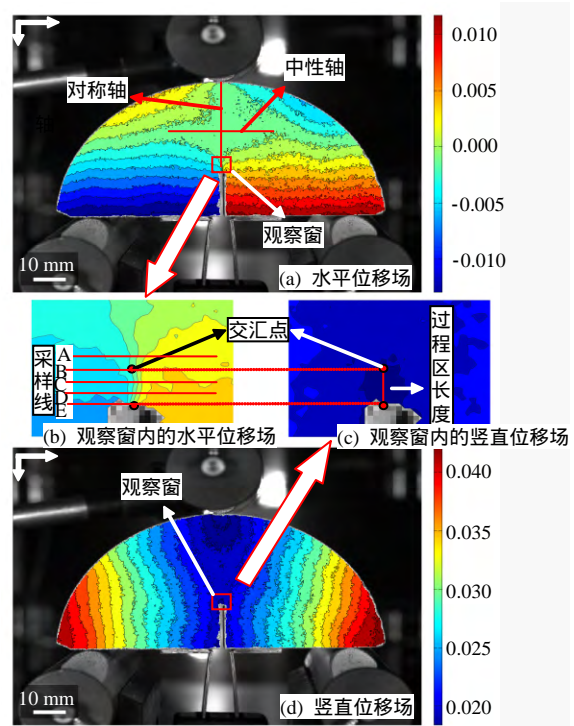 0.010
0.005
0.000
-0.005
-0.010
对称轴
中性轴
观察窗
10 mm
(a) 水平位移场
采样线
A
B
C
D
E
交汇点
过程区长度
(b) 观察窗内的水平位移场
(c) 观察窗内的竖直位移场
观察窗
0.040
0.035
0.030
0.025
0.020
10 mm
(d) 竖直位移场